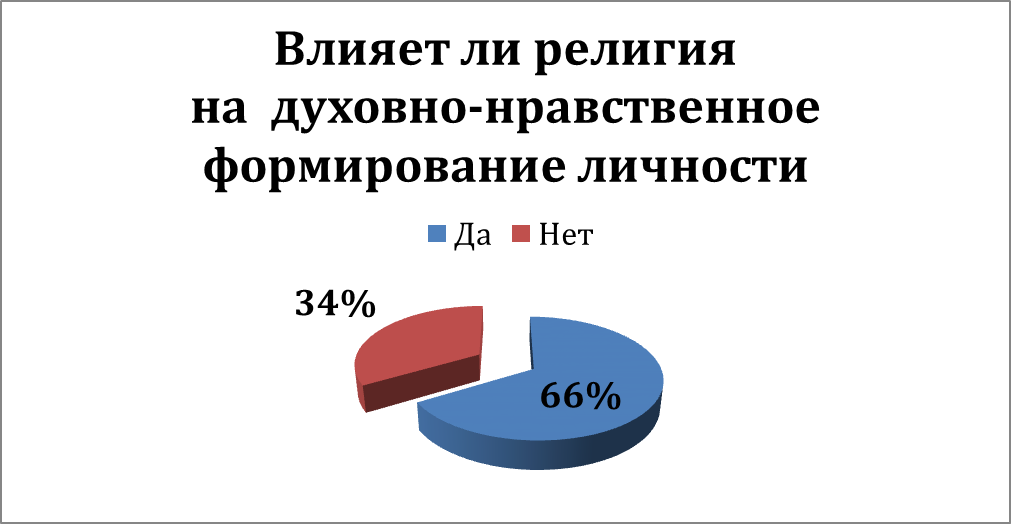 Влияет ли религия
на духовно-нравственное
формирование личности
Да Нет
34%
66%